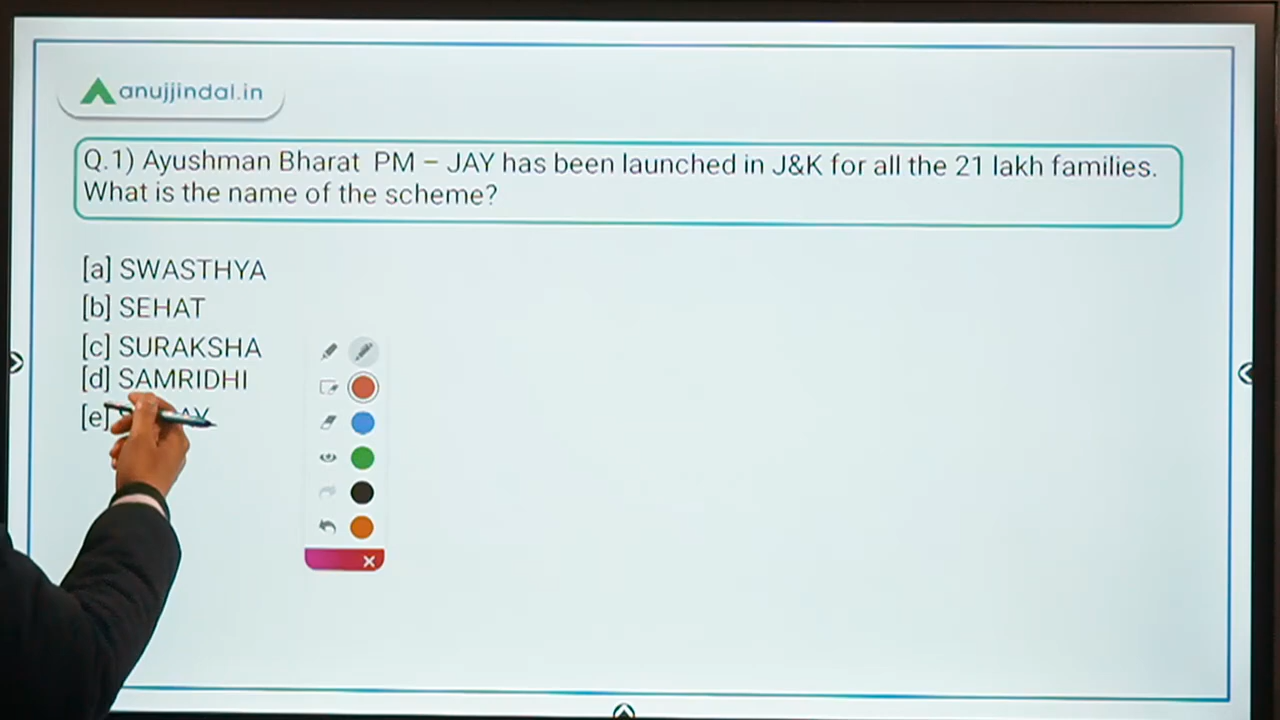 anujjindal.in
Q.1) Ayushman Bharat PM – JAY has been launched in J&K for all the 21 lakh families.
What is the name of the scheme?
[a] SWASTHYA
[b] SEHAT
[c] SURAKSHA
[d] SAMRIDHI
[e]